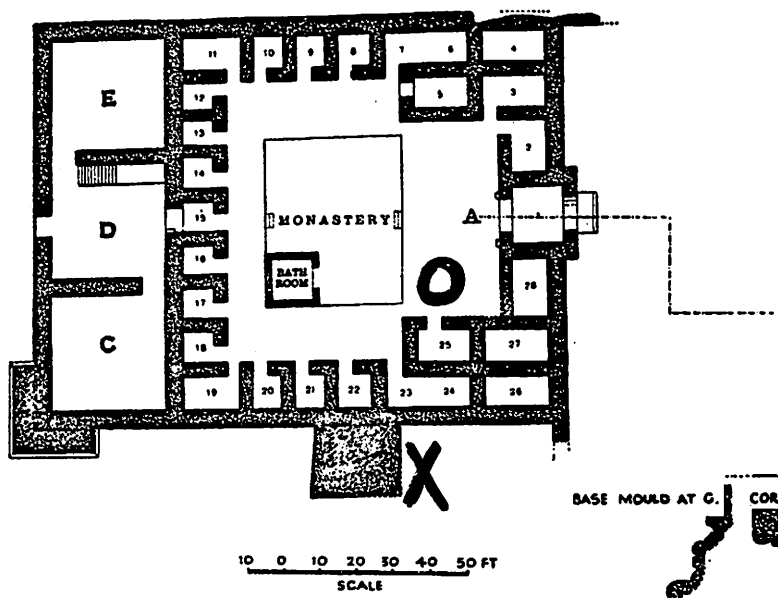 11 10 9 8 7 6 4
E
12 5 3
13
2
14
15 MONASTERY A 1
D
16 BATH
ROOM
17 28
C
18 25 27
19 20 21 22 23 24 26
X
BASE MOULD AT G. COR
10 0 10 20 30 40 50 FT
SCALE